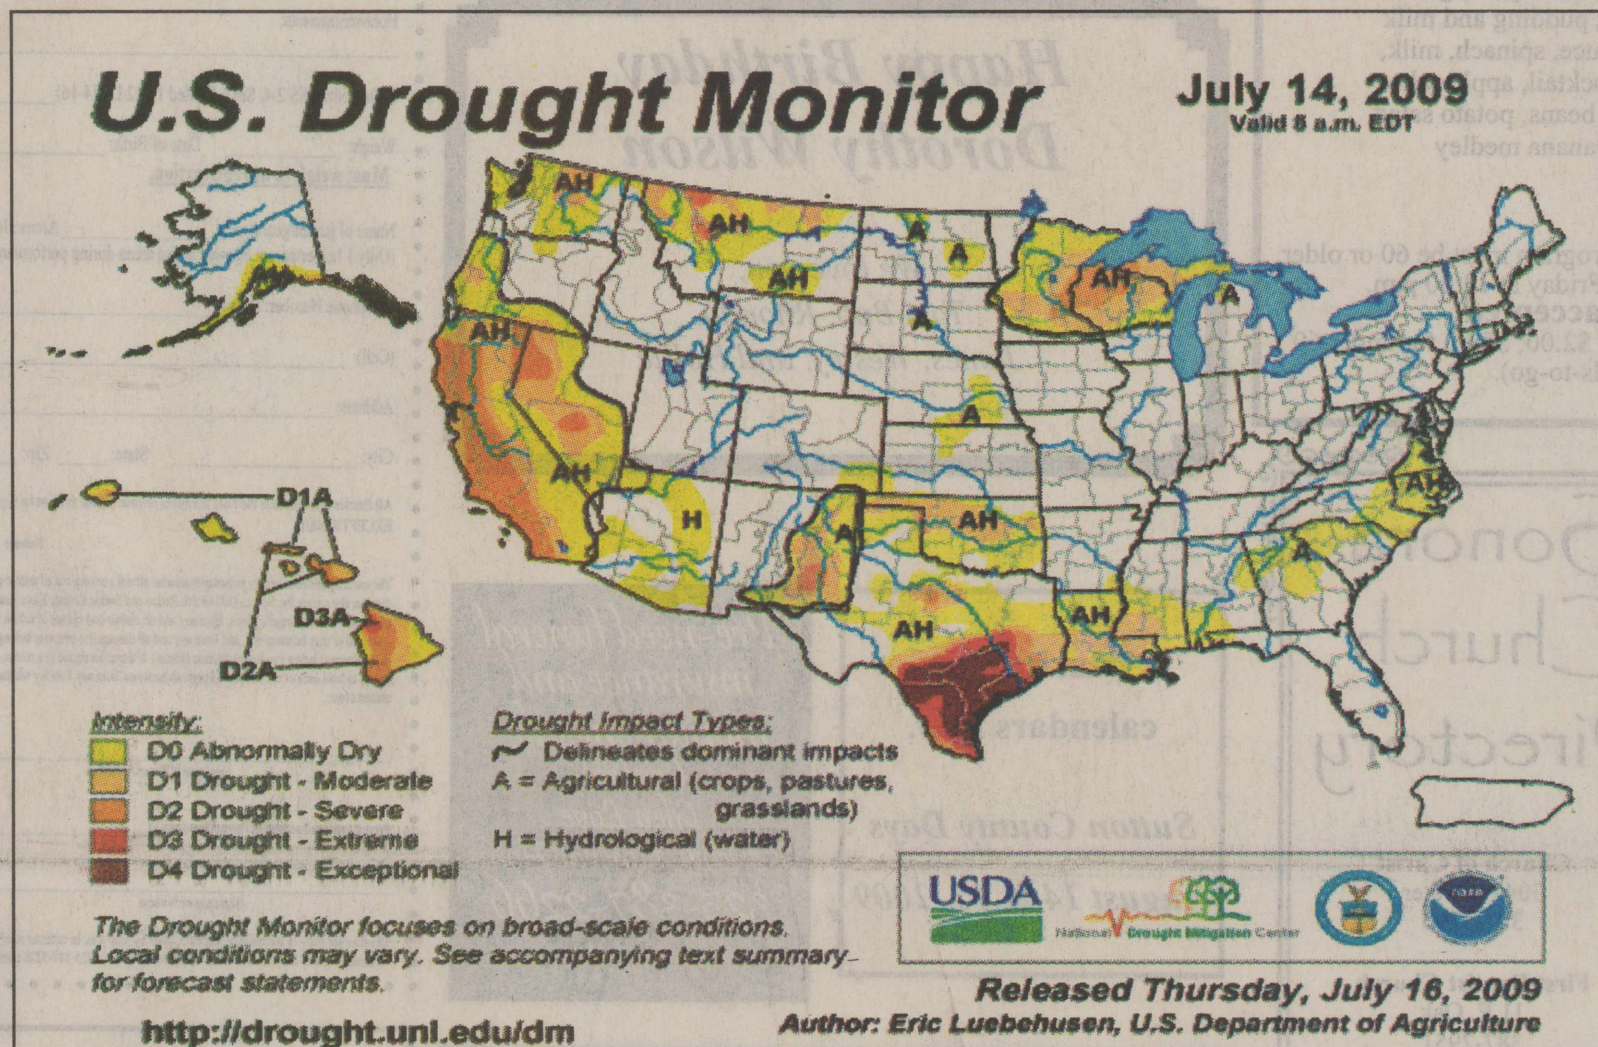 U.S. Drought Monitor
July 14, 2009
Valid 8 a.m. EDT
AH
AH
AH
AH
A
A
AH
A
A
AH
A
AH
H
A
AH
AH
A
AH
AH
D1A
D3A
D2A
Intensity:
D0 Abnormally Dry
D1 Drought - Moderate
D2 Drought - Severe
D3 Drought - Extreme
D4 Drought - Exceptional
Drought Impact Types:
Delineates dominant impacts
A = Agricultural (crops, pastures,
grasslands)
H = Hydrological (water)
The Drought Monitor focuses on broad-scale conditions.
Local conditions may vary. See accompanying text summary
for forecast statements.
http://drought.unl.edu/dm
USDA
National Drought Mitigation Center
NOAA
Released Thursday, July 16, 2009
Author: Eric Luebehusen, U.S. Department of Agriculture